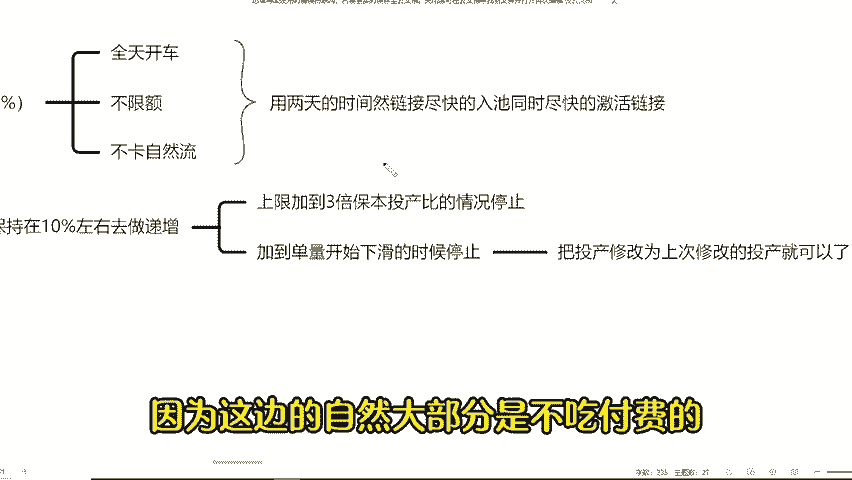 全天开车
%）
不限额
用两天的时间然链接尽快的入池同时尽快的激活链接
不卡自然流
上限加到3倍保本投产比的情况停止
保持在10%左右去做递增
加到单量开始下滑的时候停止
把投产修改为上次修改的投产就可以了
因为这边的自然大部分是不吃付费的